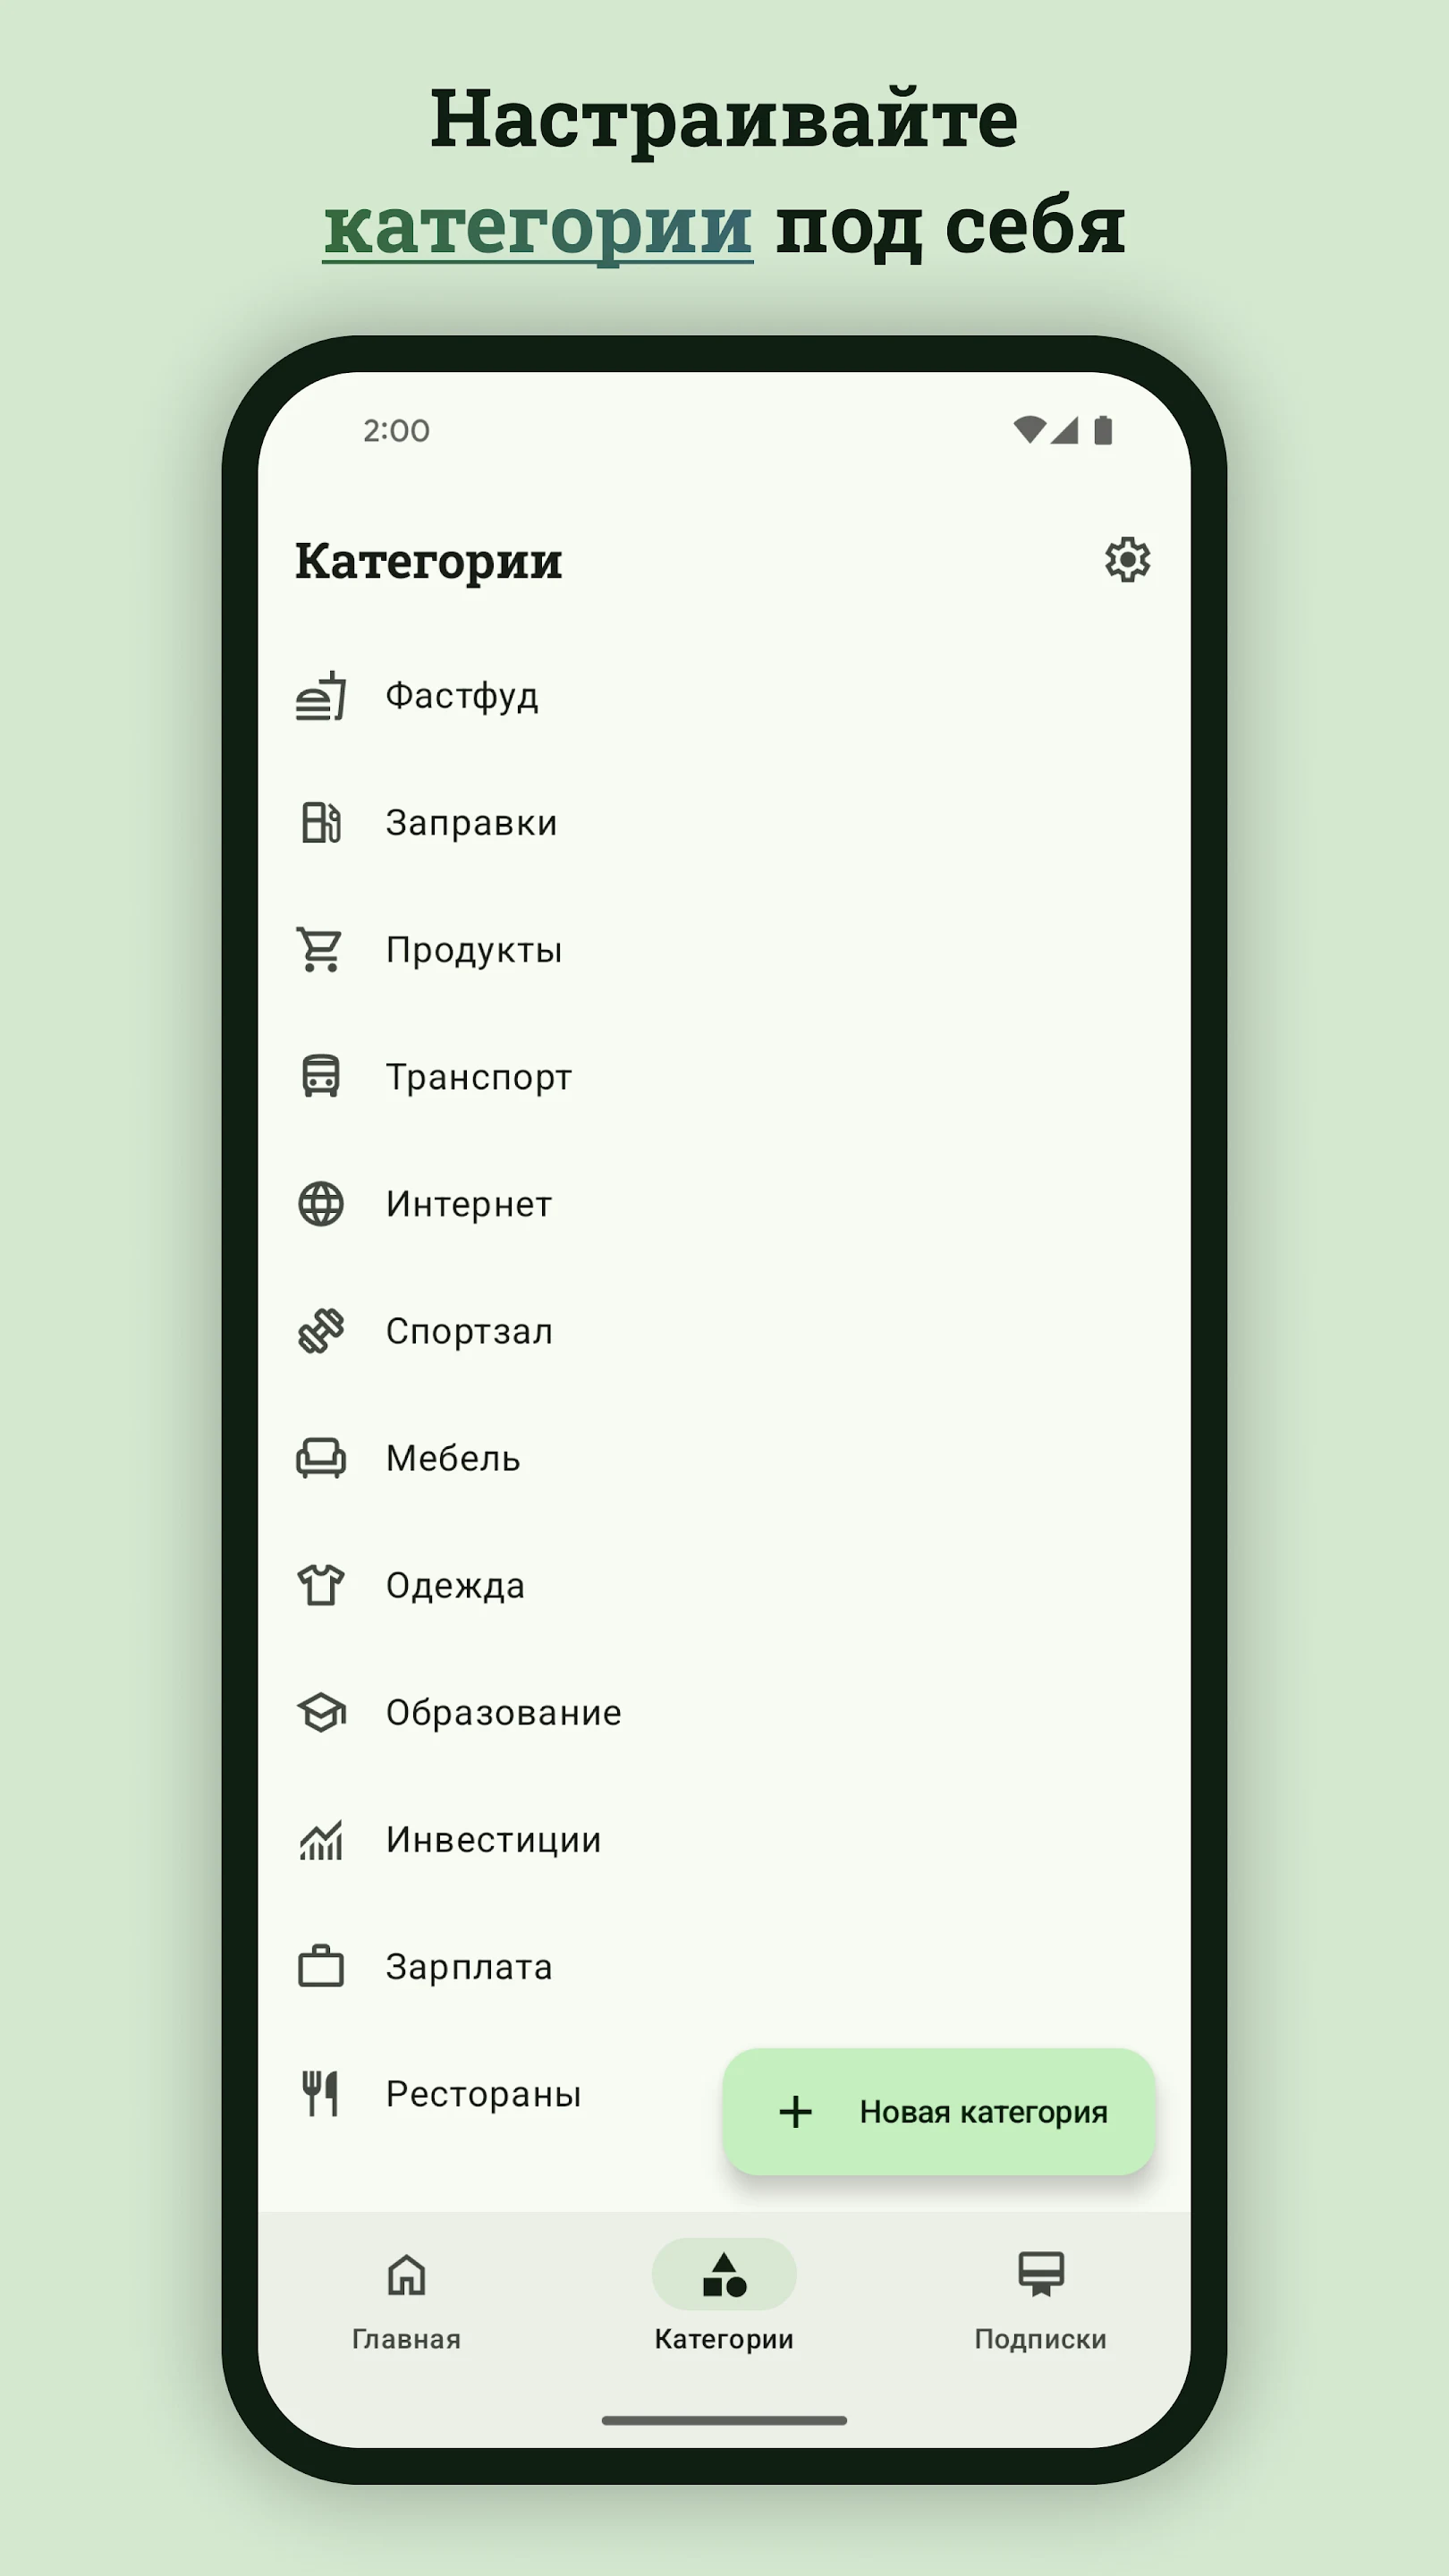 Настраивайте
категории под себя
2:00
Категории
Фастфуд
Заправки
Продукты
Транспорт
Интернет
Спортзал
Мебель
Одежда
Образование
Инвестиции
Зарплата
Рестораны
Новая категория
Главная
Категории
Подписки